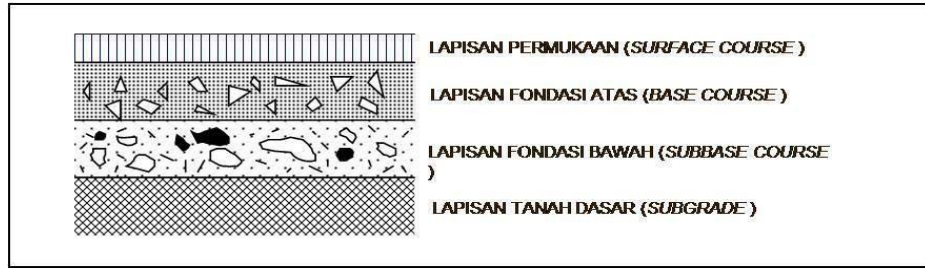 LAPISAN PERMUKAAN (SURFACE COURSE )
LAPISAN FONDASI ATAS (BASE COURSE )
LAPISAN FONDASI BAWAH (SUBBASE COURSE
)
LAPISAN TANAH DASAR (SUBGRADE )